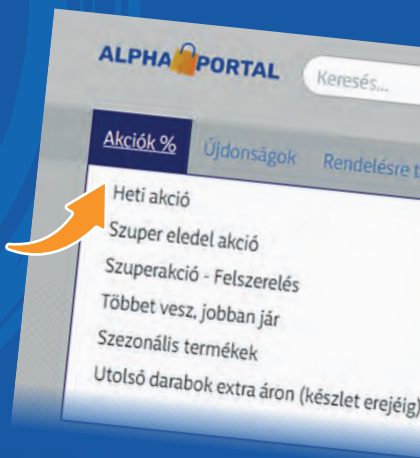 ALPHA PORTAL
Keresés...
Akciók % Újdonságok Rendelésre
Heti akció
Szuper eledel akció
Szuperakció - Felszerelés
Többet vesz, jobban jár
Szezonális termékek
Utolsó darabok extra áron (készlet erejéig)